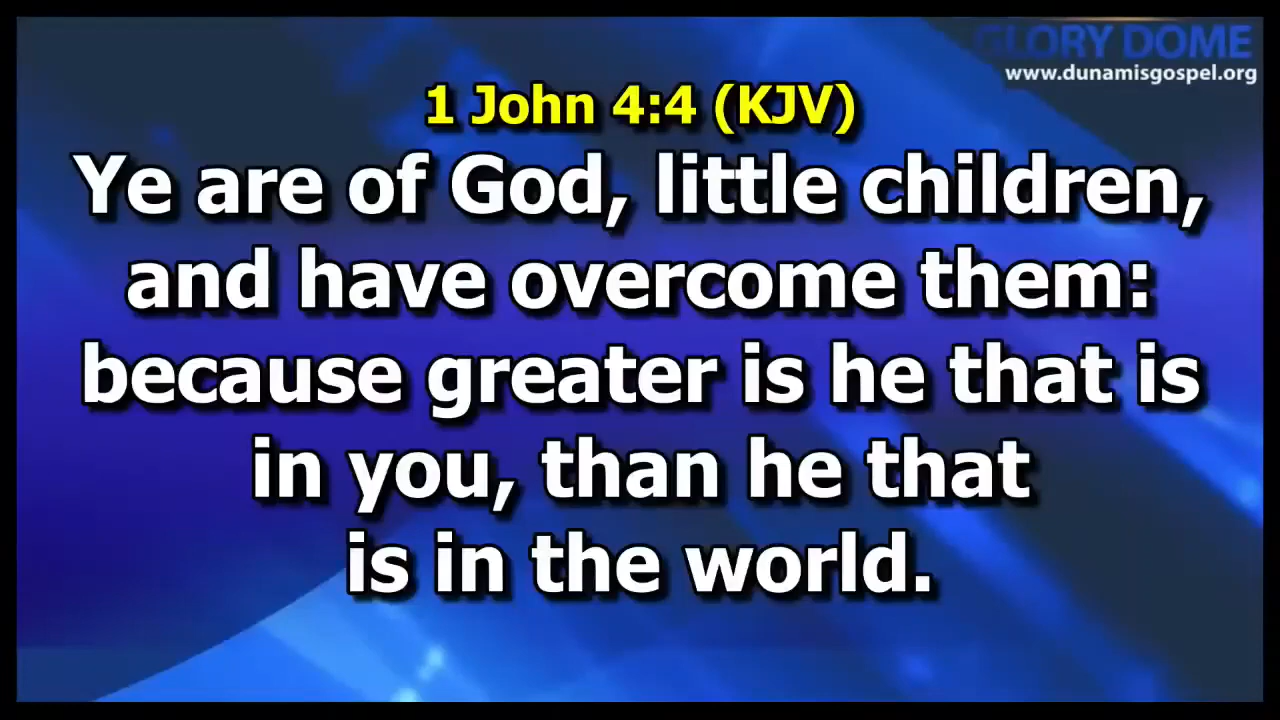 GLORY DOME
www.dunamisgospel.org
1 John 4:4 (KJV)
Ye are of God, little children,
and have overcome them:
because greater is he that is
in you, than he that
is in the world.